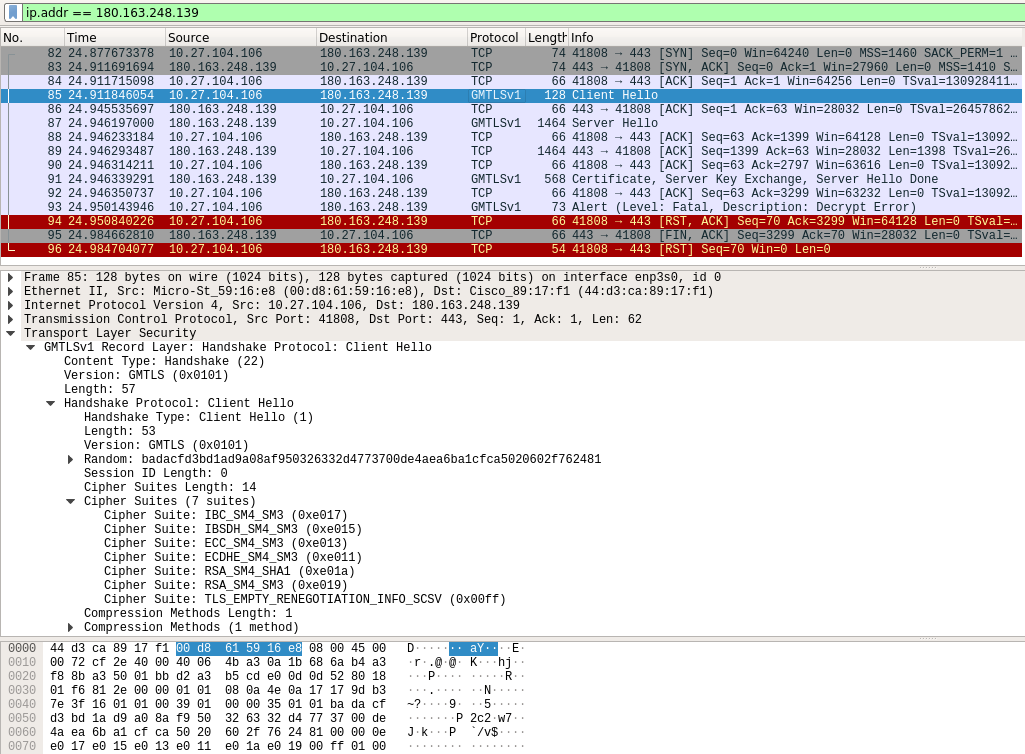 ip.addr == 180.163.248.139
No. Time Source Destination Protocol Length Info
82 24.877673378 10.27.104.106 180.163.248.139 TCP 74 41808 → 443 [SYN] Seq=0 Win=64240 Len=0 MSS=1460 SACK_PERM=1 …
83 24.911691694 180.163.248.139 10.27.104.106 TCP 74 443 → 41808 [SYN, ACK] Seq=0 Ack=1 Win=27960 Len=0 MSS=1410 S…
84 24.911715098 10.27.104.106 180.163.248.139 TCP 66 41808 → 443 [ACK] Seq=1 Ack=1 Win=64256 Len=0 TSval=130928411…
85 24.911846054 10.27.104.106 180.163.248.139 GMTLSv1 128 Client Hello
86 24.945535697 180.163.248.139 10.27.104.106 TCP 66 443 → 41808 [ACK] Seq=1 Ack=63 Win=28032 Len=0 TSval=26457862…
87 24.946197000 180.163.248.139 10.27.104.106 GMTLSv1 1464 Server Hello
88 24.946233184 10.27.104.106 180.163.248.139 TCP 66 41808 → 443 [ACK] Seq=63 Ack=1399 Win=64128 Len=0 TSval=13092…
89 24.946293487 180.163.248.139 10.27.104.106 TCP 1464 443 → 41808 [ACK] Seq=1399 Ack=63 Win=28032 Len=1398 TSval=26…
90 24.946314211 10.27.104.106 180.163.248.139 TCP 66 41808 → 443 [ACK] Seq=63 Ack=2797 Win=63616 Len=0 TSval=13092…
91 24.946339291 180.163.248.139 10.27.104.106 GMTLSv1 568 Certificate, Server Key Exchange, Server Hello Done
92 24.946350737 10.27.104.106 180.163.248.139 TCP 66 41808 → 443 [ACK] Seq=63 Ack=3299 Win=63232 Len=0 TSval=13092…
93 24.950143946 10.27.104.106 180.163.248.139 GMTLSv1 73 Alert (Level: Fatal, Description: Decrypt Error)
94 24.950840226 10.27.104.106 180.163.248.139 TCP 66 41808 → 443 [RST, ACK] Seq=70 Ack=3299 Win=64128 Len=0 TSval=…
95 24.984662810 180.163.248.139 10.27.104.106 TCP 66 443 → 41808 [FIN, ACK] Seq=3299 Ack=70 Win=28032 Len=0 TSval=…
96 24.984704077 10.27.104.106 180.163.248.139 TCP 54 41808 → 443 [RST] Seq=70 Win=0 Len=0
Frame 85: 128 bytes on wire (1024 bits), 128 bytes captured (1024 bits) on interface enp3s0, id 0
Ethernet II, Src: Micro-St_59:16:e8 (00:d8:61:59:16:e8), Dst: Cisco_89:17:f1 (44:d3:ca:89:17:f1)
Internet Protocol Version 4, Src: 10.27.104.106, Dst: 180.163.248.139
Transmission Control Protocol, Src Port: 41808, Dst Port: 443, Seq: 1, Ack: 1, Len: 62
Transport Layer Security
GMTLSv1 Record Layer: Handshake Protocol: Client Hello
Content Type: Handshake (22)
Version: GMTLS (0x0101)
Length: 57
Handshake Protocol: Client Hello
Handshake Type: Client Hello (1)
Length: 53
Version: GMTLS (0x0101)
Random: badacfd3bd1ad9a08af950326332d4773700de4aea6ba1cfca5020602f762481
Session ID Length: 0
Cipher Suites Length: 14
Cipher Suites (7 suites)
Cipher Suite: IBC_SM4_SM3 (0xe017)
Cipher Suite: IBSDH_SM4_SM3 (0xe015)
Cipher Suite: ECC_SM4_SM3 (0xe013)
Cipher Suite: ECDHE_SM4_SM3 (0xe011)
Cipher Suite: RSA_SM4_SHA1 (0xe01a)
Cipher Suite: RSA_SM4_SM3 (0xe019)
Cipher Suite: TLS_EMPTY_RENEGOTIATION_INFO_SCSV (0x00ff)
Compression Methods Length: 1
Compression Methods (1 method)
0000 44 d3 ca 89 17 f1 00 d8 61 59 16 e8 08 00 45 00 D······· aY····E·
0010 00 72 cf 2e 40 00 40 06 4b a3 0a 1b 68 6a b4 a3 ·r·.@·@· K···hj··
0020 f8 8b a3 50 01 bb d2 a3 b5 cd e0 0d 0d 52 80 18 ···P···· ·····R··
0030 01 f6 81 2e 00 00 01 01 08 0a 4e 0a 17 17 9d b3 ···.···· ··N·····
0040 7e 3f 16 01 01 00 39 01 00 00 35 01 01 ba da cf ~?····9· ··5·····
0050 d3 bd 1a d9 a0 8a f9 50 32 63 32 d4 77 37 00 de ·······P 2c2·w7··
0060 4a ea 6b a1 cf ca 50 20 60 2f 76 24 81 00 00 0e J·k···P  `/v$····
0070 e0 17 e0 15 e0 13 e0 11 e0 1a e0 19 00 ff 01 00 ········ ········